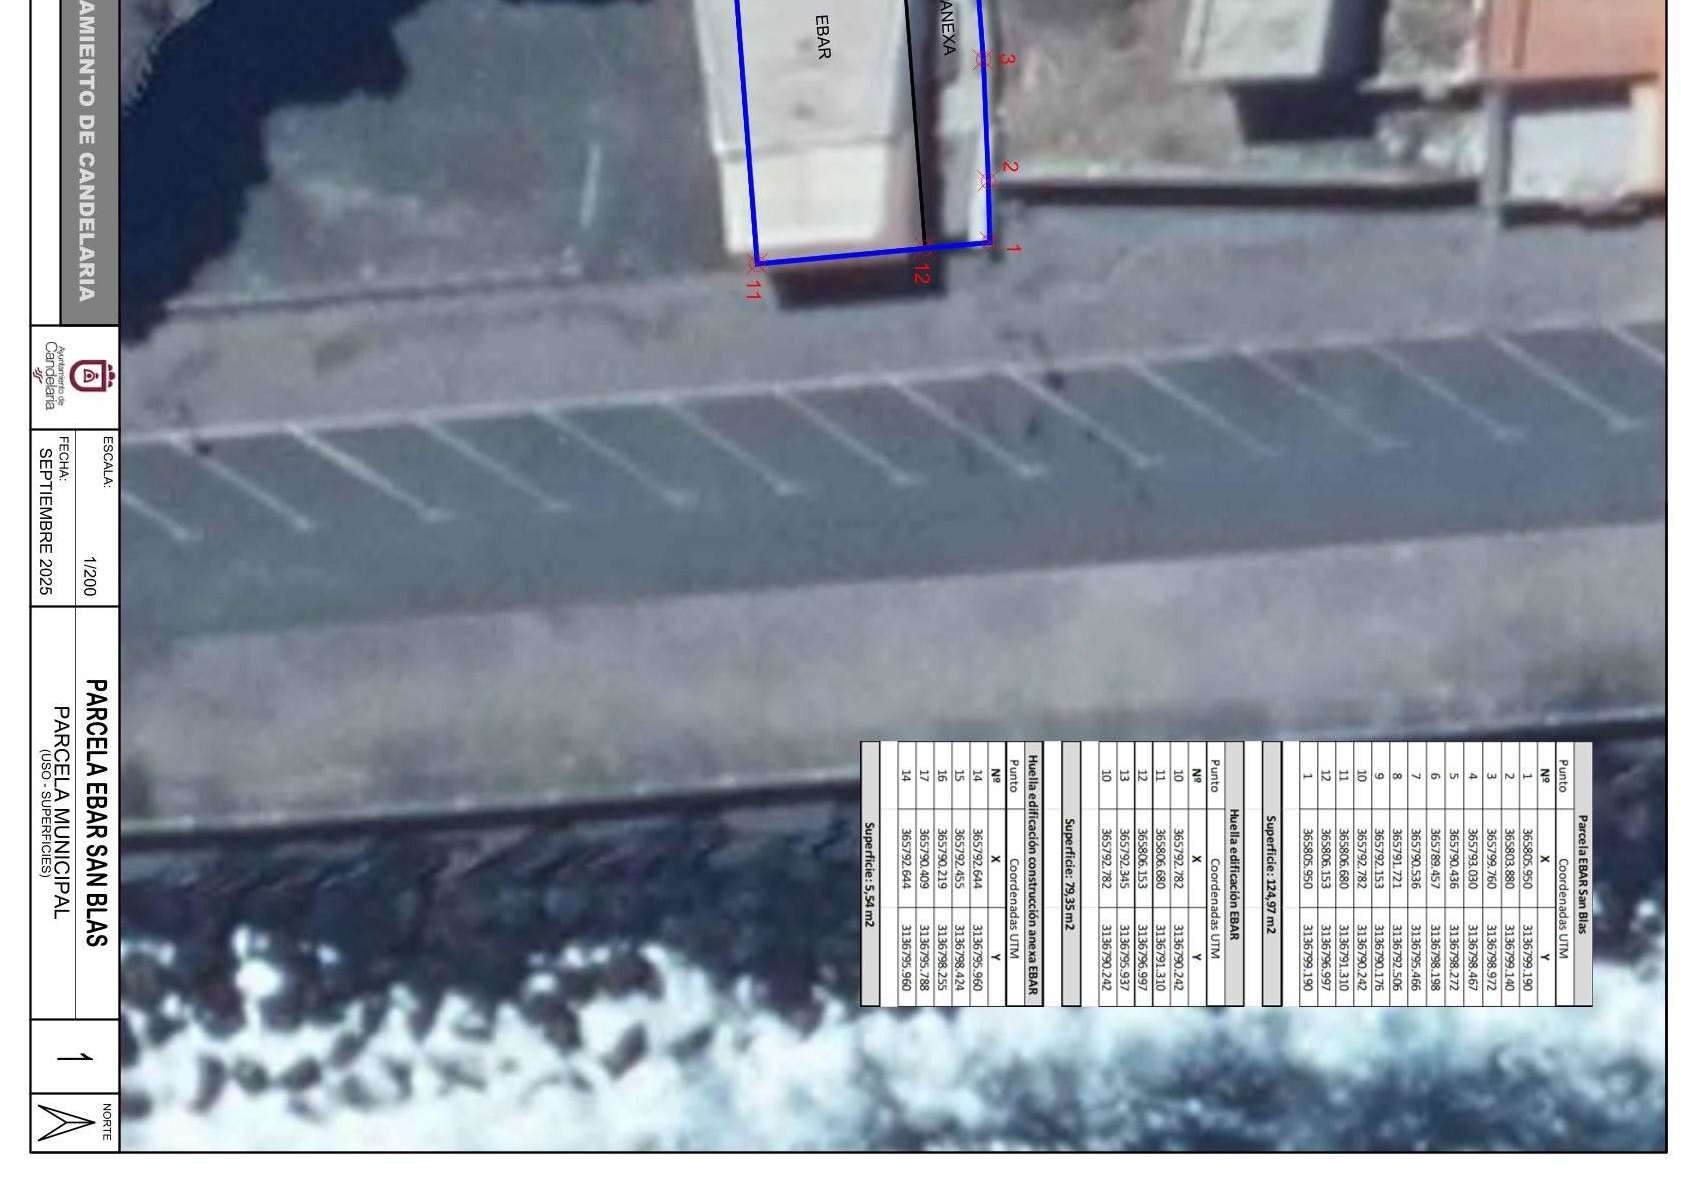 AMIENTO DE CANDELARIA
Ayuntamiento de
Candelaria
ESCALA:
1/200
FECHA:
SEPTIEMBRE 2025
PARCELA EBAR SAN BLAS
PARCELA MUNICIPAL
(USO - SUPERFICIES)
1
NORTE
EBAR
ANEXA
3
2
1
12
11
Parcela EBAR San Blas
Punto Coordenadas UTM
Nº X Y
1 365805.950 3136799.190
2 365803.880 3136799.140
3 365799.760 3136798.972
4 365793.030 3136798.467
5 365790.436 3136798.272
6 365789.457 3136798.198
7 365790.536 3136795.466
8 365791.721 3136792.506
9 365792.153 3136790.176
10 365792.782 3136790.242
11 365806.680 3136791.310
12 365806.153 3136796.997
1 365805.950 3136799.190
Superficie: 124,97 m2
Huella edificación EBAR
Punto Coordenadas UTM
Nº X Y
10 365792.782 3136790.242
11 365806.680 3136791.310
12 365806.153 3136796.997
13 365792.345 3136795.937
10 365792.782 3136790.242
Superficie: 79,35 m2
Huella edificación construcción anexa EBAR
Punto Coordenadas UTM
Nº X Y
14 365792.644 3136795.960
15 365792.455 3136798.424
16 365790.219 3136798.255
17 365790.409 3136795.788
14 365792.644 3136795.960
Superficie: 5,54 m2